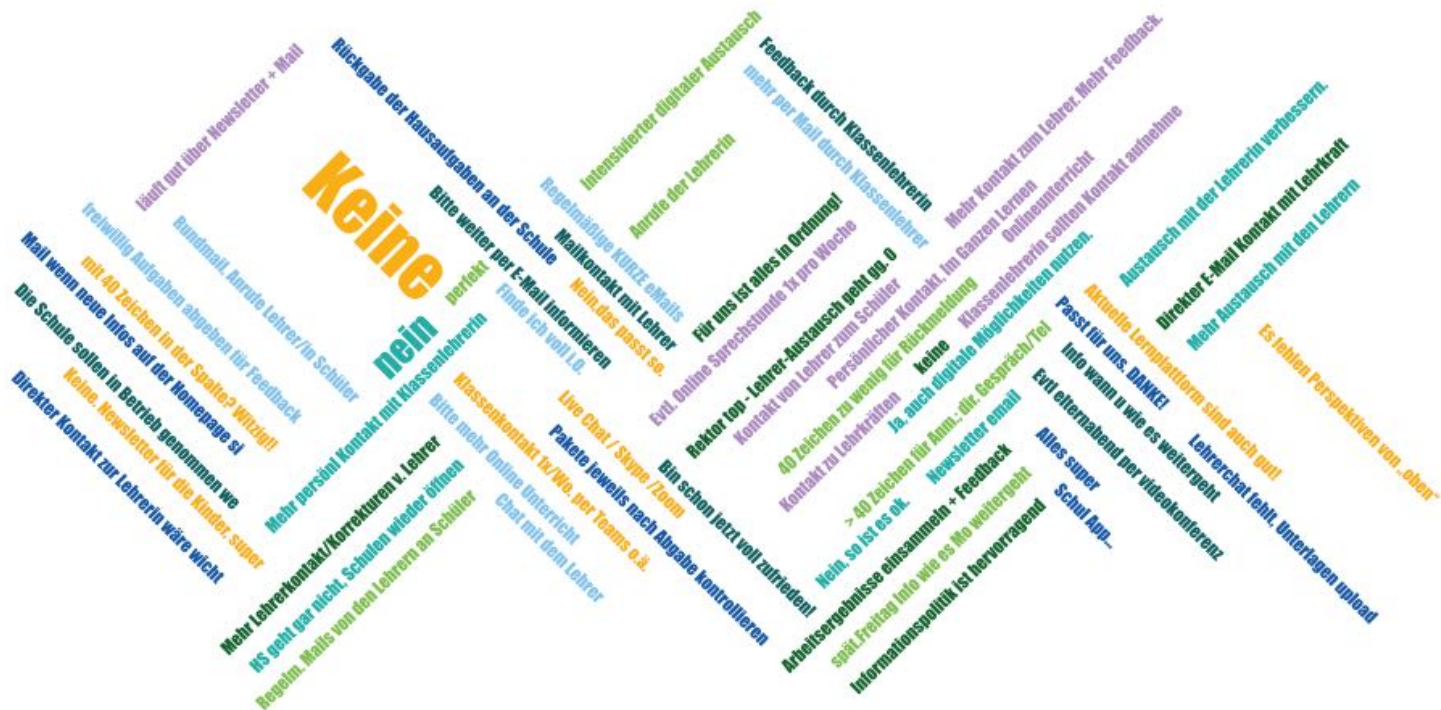 läuft gut über Newsletter + Mail
Rückgabe der Hausaufgaben an der Schule
Intensivierter digitaler Austausch
Feedback durch Klassenlehrerin
mehr per Mail durch Klassenlehrer
Mehr Kontakt zum Lehrer. Mehr Feedback.
Keine
Anrufe der Lehrerin
Regelmäßige KURZE eMails
Bitte weiter per E-Mail informieren
Mailkontakt mit Lehrer
Onlineunterricht
Klassenlehrerin sollten Kontakt aufnehme
Austausch mit der Lehrerin verbessern.
Direkter E-Mail Kontakt mit Lehrkraft
Mehr Austausch mit den Lehrern
freiwillig Aufgaben abgeben für Feedback
Rundmail, Anrufe Lehrer/in Schüler
Mail wenn neue Infos auf der Homepage si
mit 40 Zeichen in der Spalte? Witzig!!
Die Schule sollen in Betrieb genommen we
Keine, Newsletter für die Kinder, super
Direkter Kontakt zur Lehrerin wäre wicht
perfekt
nein
Finde ich voll I.O.
Nein,das passt so.
Für uns ist alles in Ordnung!
Evtl. Online Sprechstunde 1x pro Woche
Rektor top - Lehrer-Austausch geht gg. 0
Kontakt von Lehrer zum Schüler
Persönlicher Kontakt, Im Ganzen Lernen
40 Zeichen zu wenig für Rückmeldung
keine
Kontakt zu Lehrkräften
Ja, auch digitale Möglichkeiten nutzen.
> 40 Zeichen für Anm.; dir. Gespräch/Tel
Aktuelle Lernplattform sind auch gut!
Passt für uns, DANKE!
Info wann u wie es weitergeht
Evtl elternabend per videokonferenz
Es fehlen Perspektiven von „oben"
Mehr persönl Kontakt mit Klassenlehrerin
Klassenkontakt 1x/Wo. per Teams o.ä.
Bitte mehr Online Unterricht
Live Chat / Skype /Zoom
Pakete jeweils nach Abgabe kontrollieren
Bin schon jetzt voll zufrieden!
Chat mit dem Lehrer
Mehr Lehrerkontakt/Korrekturen v. Lehrer
HS geht gar nicht, Schulen wieder öffnen
Regelm. Mails von den Lehrern an Schüler
Newsletter email
Nein, so ist es ok.
Arbeitsergebnisse einsammeln + Feedback
spät.Freitag Info wie es Mo weitergeht
Informationspolitik ist hervorragend
Alles super
Schul App...
Lehrerchat fehlt, Unterlagen upload